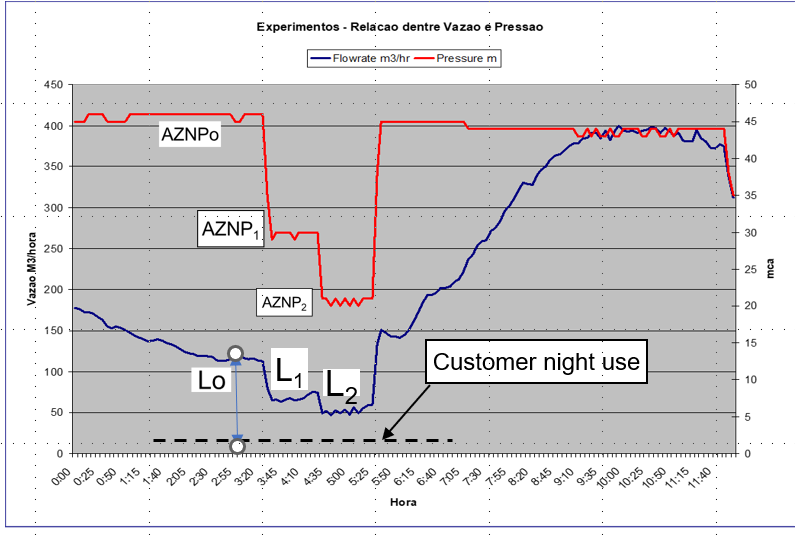 Experimentos - Relacao dentre Vazao e Pressao
Flowrate m3/hr Pressure m
450
400
350
300
250
200
150
100
50
0
Vazao M3/hora
50
45
40
35
30
25
20
15
10
5
0
mca
AZNPo
AZNP1
AZNP2
Lo
L1
L2
Customer night use
0:00 0:25 0:50 1:15 1:40 2:05 2:30 2:55 3:20 3:45 4:10 4:35 5:00 5:25 5:50 6:15 6:40 7:05 7:30 7:55 8:20 8:45 9:10 9:35 10:00 10:25 10:50 11:15 11:40
Hora